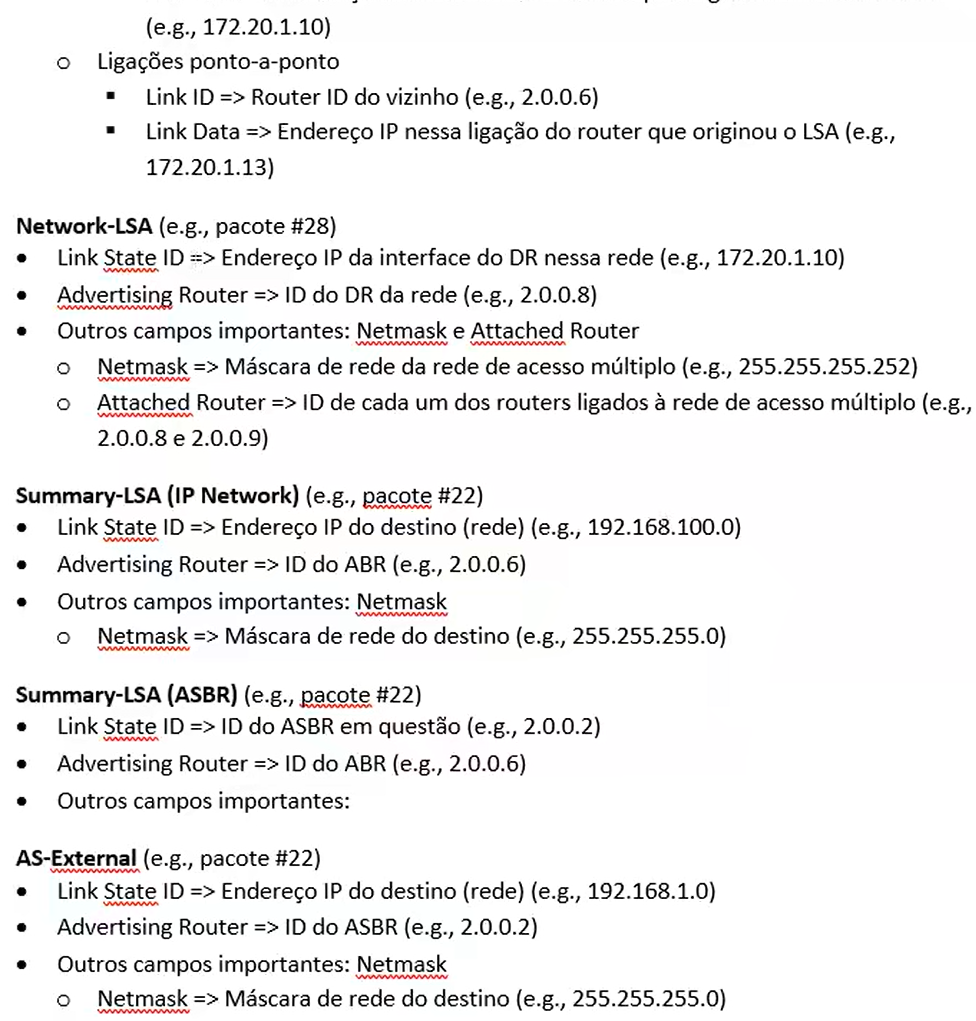 (e.g., 172.20.1.10)
o Ligações ponto-a-ponto
▪ Link ID => Router ID do vizinho (e.g., 2.0.0.6)
▪ Link Data => Endereço IP nessa ligação do router que originou o LSA (e.g.,
172.20.1.13)
Network-LSA (e.g., pacote #28)
• Link State ID => Endereço IP da interface do DR nessa rede (e.g., 172.20.1.10)
• Advertising Router => ID do DR da rede (e.g., 2.0.0.8)
• Outros campos importantes: Netmask e Attached Router
o Netmask => Máscara de rede da rede de acesso múltiplo (e.g., 255.255.255.252)
o Attached Router => ID de cada um dos routers ligados à rede de acesso múltiplo (e.g.,
2.0.0.8 e 2.0.0.9)
Summary-LSA (IP Network) (e.g., pacote #22)
• Link State ID => Endereço IP do destino (rede) (e.g., 192.168.100.0)
• Advertising Router => ID do ABR (e.g., 2.0.0.6)
• Outros campos importantes: Netmask
o Netmask => Máscara de rede do destino (e.g., 255.255.255.0)
Summary-LSA (ASBR) (e.g., pacote #22)
• Link State ID => ID do ASBR em questão (e.g., 2.0.0.2)
• Advertising Router => ID do ABR (e.g., 2.0.0.6)
• Outros campos importantes:
AS-External (e.g., pacote #22)
• Link State ID => Endereço IP do destino (rede) (e.g., 192.168.1.0)
• Advertising Router => ID do ASBR (e.g., 2.0.0.2)
• Outros campos importantes: Netmask
o Netmask => Máscara de rede do destino (e.g., 255.255.255.0)